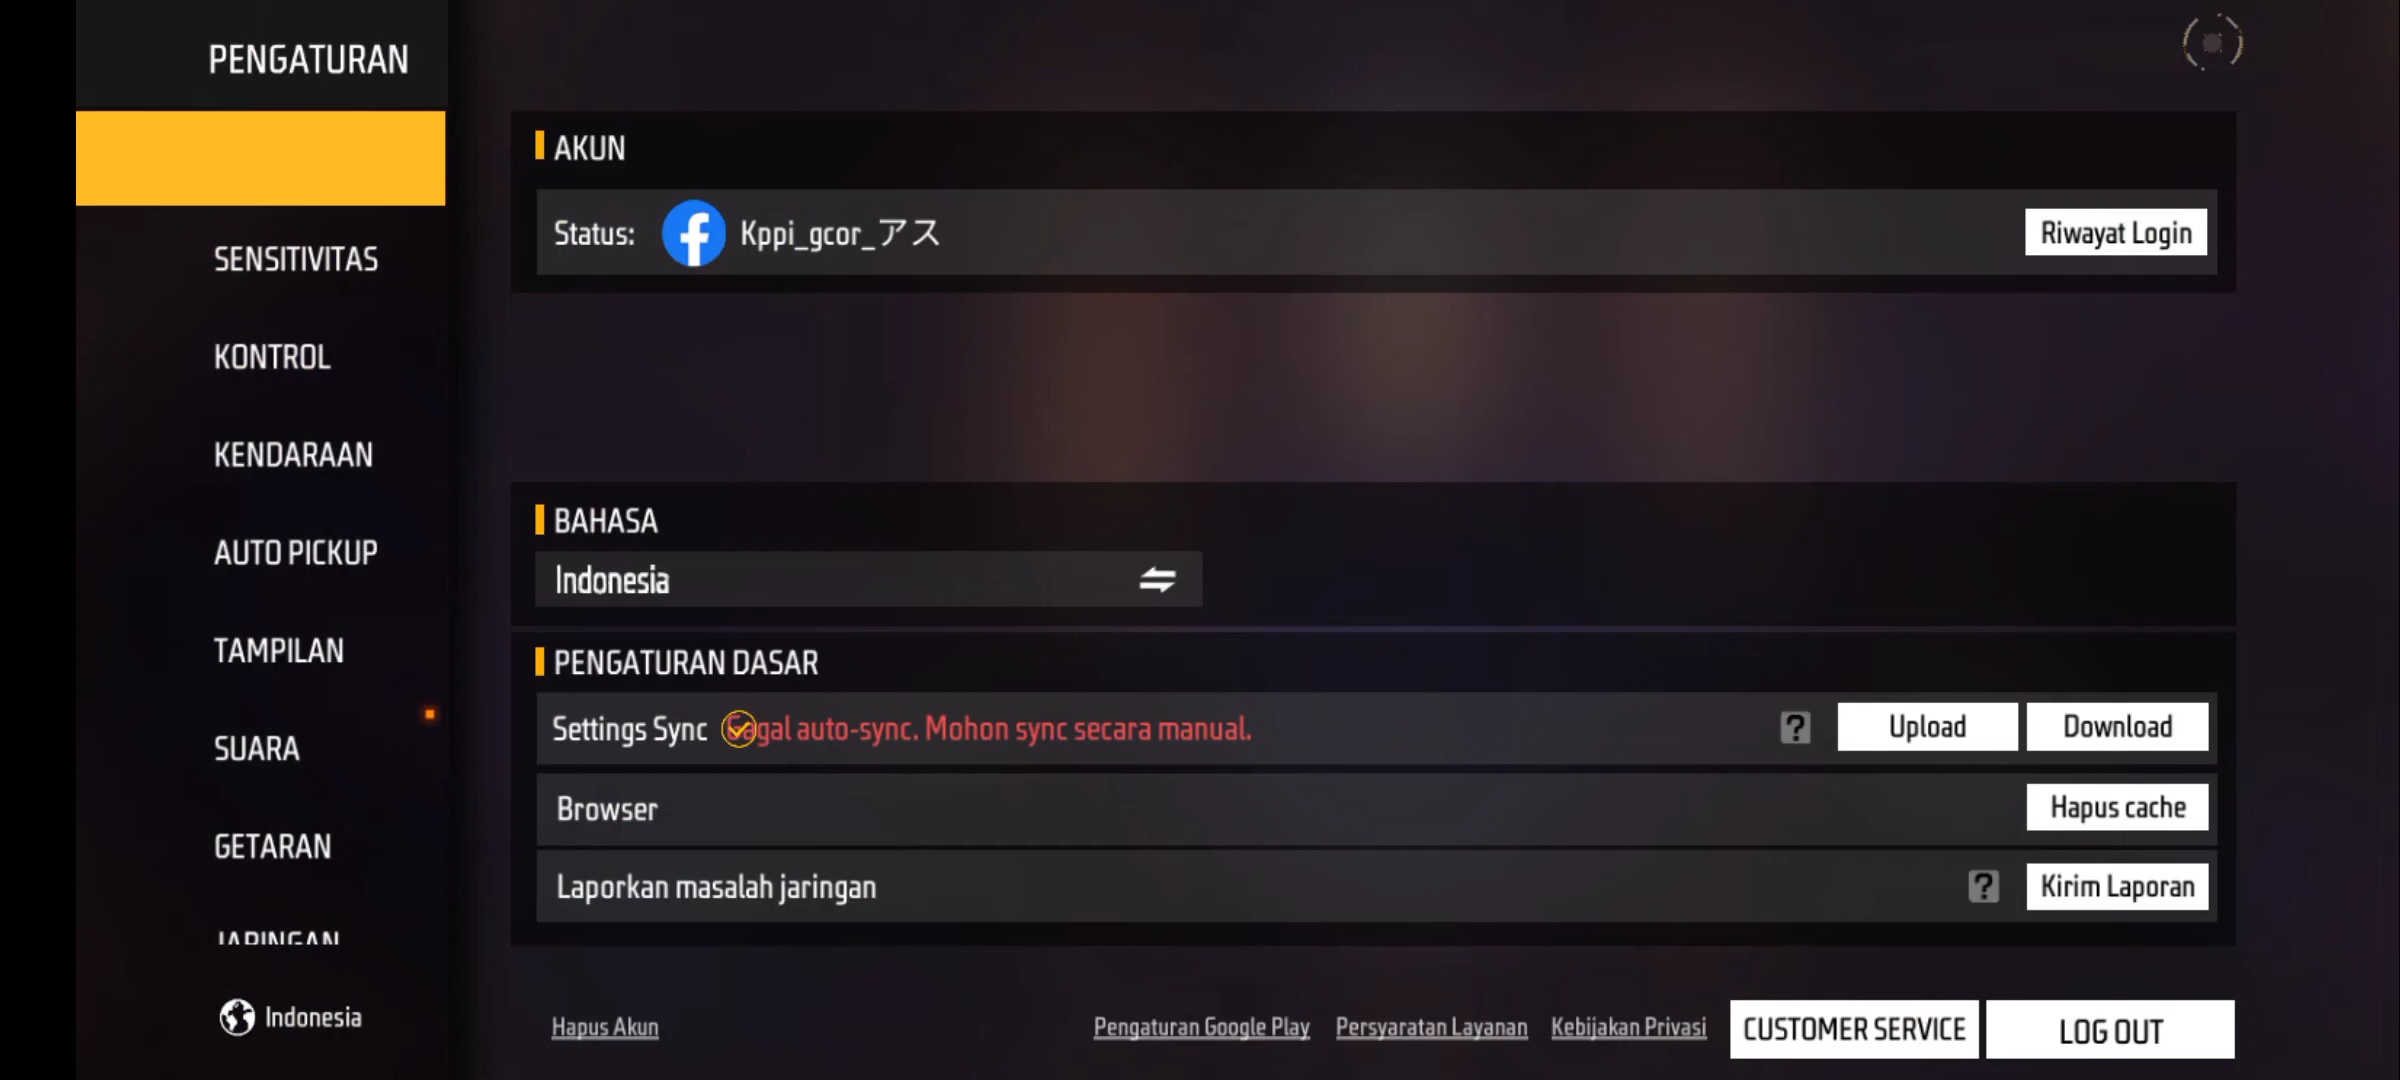 PENGATURAN
SENSITIVITAS
KONTROL
KENDARAAN
AUTO PICKUP
TAMPILAN
SUARA
GETARAN
JARINGAN
Indonesia
AKUN
Status: Kppi_gcor_アス
Riwayat Login
BAHASA
Indonesia
PENGATURAN DASAR
Settings Sync Gagal auto-sync. Mohon sync secara manual. ? Upload Download
Browser Hapus cache
Laporkan masalah jaringan ? Kirim Laporan
Hapus Akun Pengaturan Google Play Persyaratan Layanan Kebijakan Privasi CUSTOMER SERVICE LOG OUT